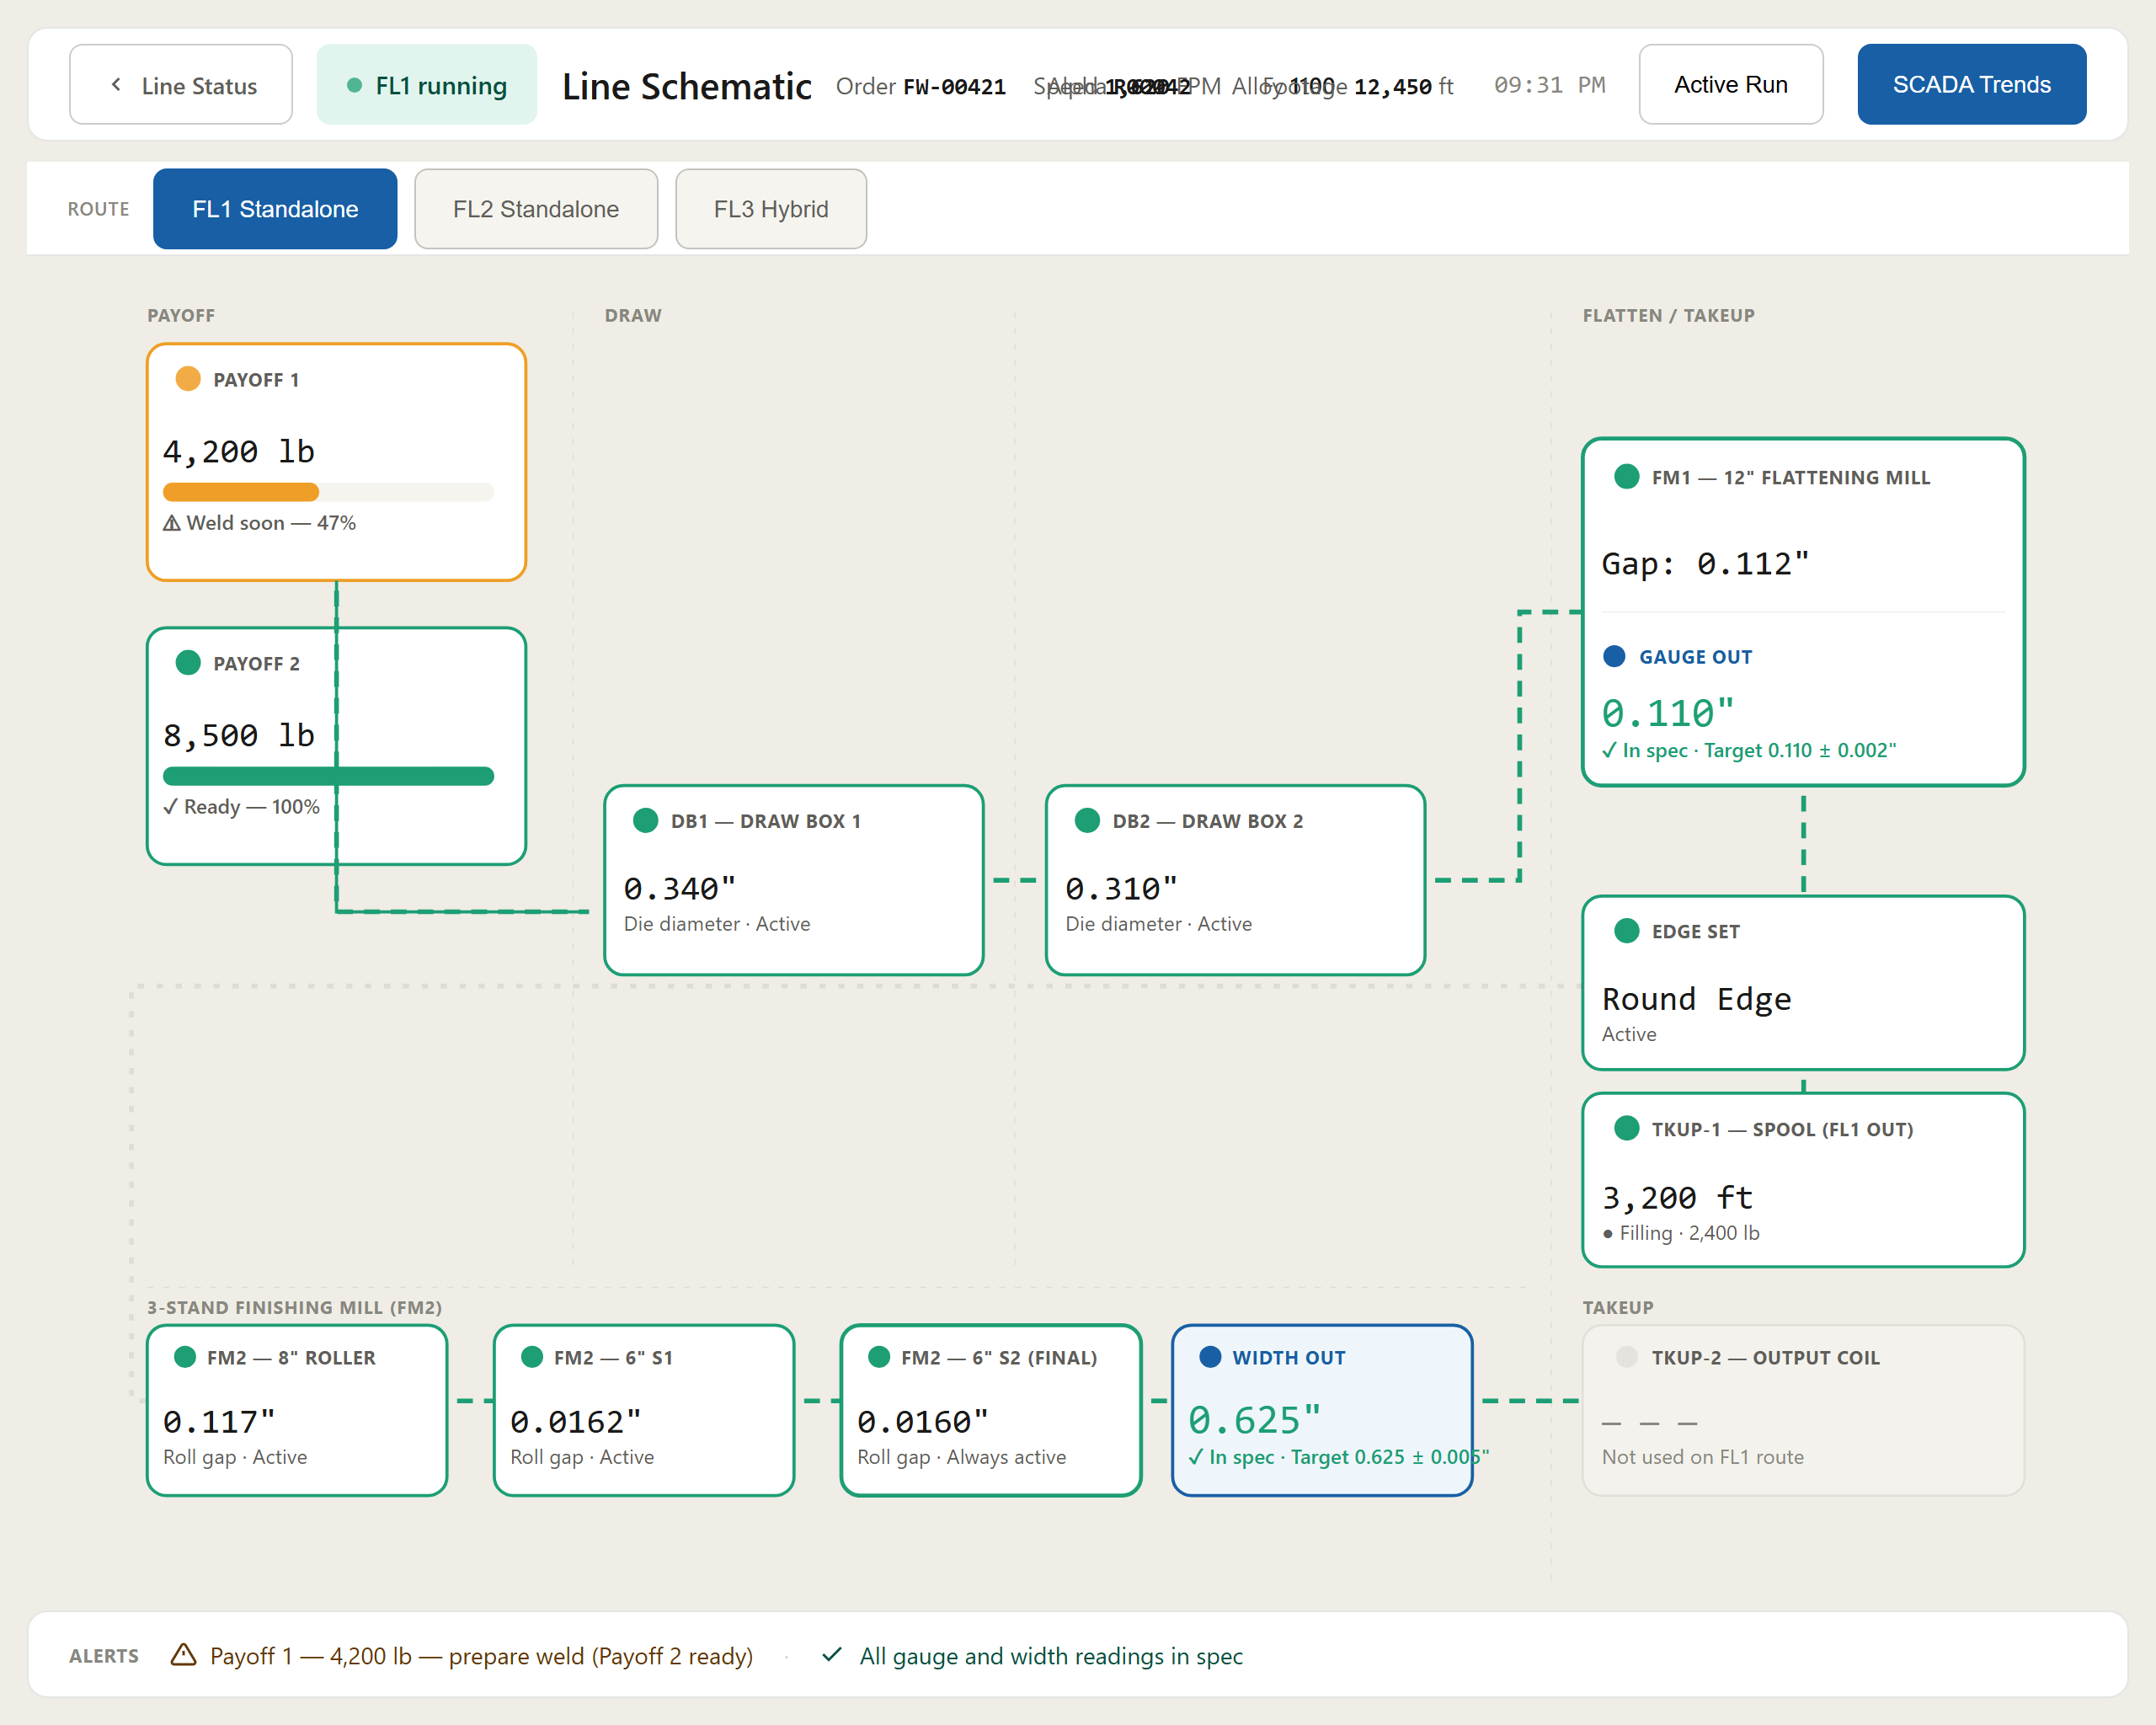 Line Status
FL1 running
Line Schematic
Order FW-00421
Footage 12,450 ft
09:31 PM
Active Run
SCADA Trends
ROUTE
FL1 Standalone
FL2 Standalone
FL3 Hybrid
PAYOFF
DRAW
FLATTEN / TAKEUP
PAYOFF 1
4,200 lb
⚠ Weld soon — 47%
PAYOFF 2
8,500 lb
✓ Ready — 100%
DB1 — DRAW BOX 1
0.340"
Die diameter · Active
DB2 — DRAW BOX 2
0.310"
Die diameter · Active
FM1 — 12" FLATTENING MILL
Gap: 0.112"
GAUGE OUT
0.110"
✓ In spec · Target 0.110 ± 0.002"
EDGE SET
Round Edge
Active
TKUP-1 — SPOOL (FL1 OUT)
3,200 ft
● Filling · 2,400 lb
3-STAND FINISHING MILL (FM2)
FM2 — 8" ROLLER
0.117"
Roll gap · Active
FM2 — 6" S1
0.0162"
Roll gap · Active
FM2 — 6" S2 (FINAL)
0.0160"
Roll gap · Always active
WIDTH OUT
0.625"
✓ In spec · Target 0.625 ± 0.005"
TAKEUP
TKUP-2 — OUTPUT COIL
— — —
Not used on FL1 route
ALERTS
Payoff 1 — 4,200 lb — prepare weld (Payoff 2 ready)
·
All gauge and width readings in spec